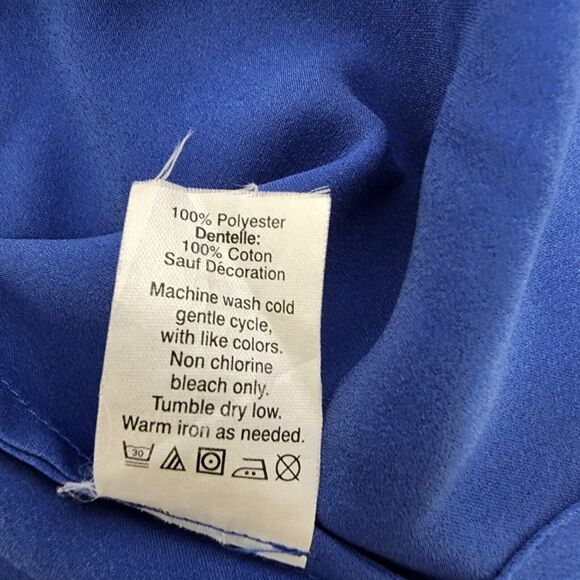 100% Polyester
Dentelle:
100% Coton
Sauf Décoration
Machine wash cold
gentle cycle,
with like colors.
Non chlorine
bleach only.
Tumble dry low.
Warm iron as needed.
30